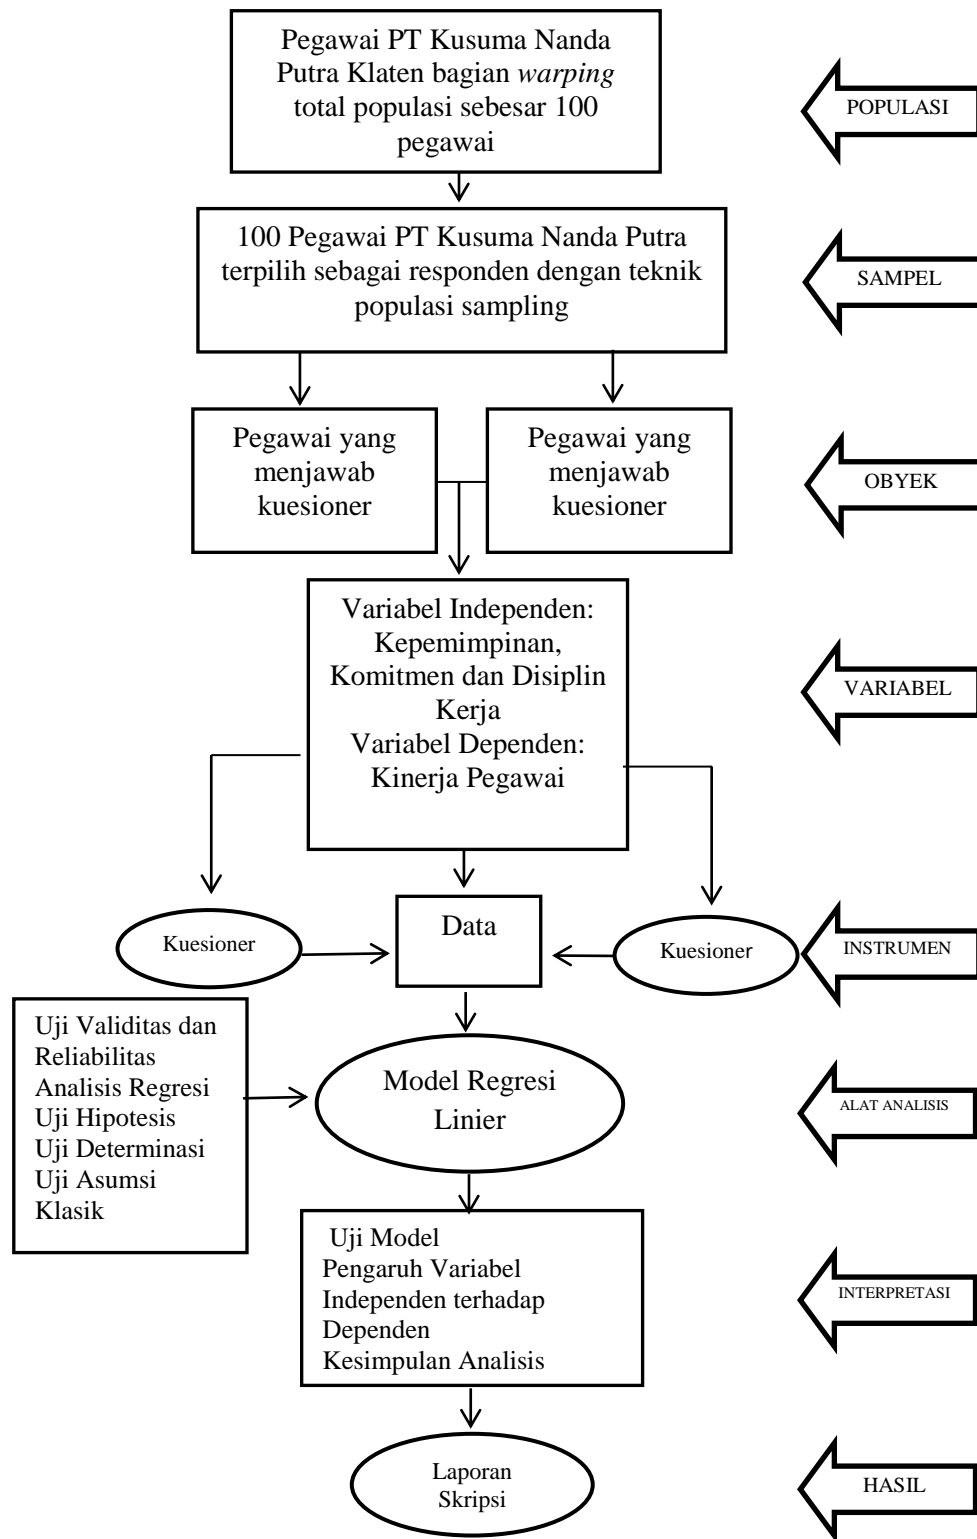 Pegawai PT Kusuma Nanda
Putra Klaten bagian warping
total populasi sebesar 100
pegawai
POPULASI
100 Pegawai PT Kusuma Nanda Putra
terpilih sebagai responden dengan teknik
populasi sampling
SAMPEL
Pegawai yang
menjawab
kuesioner
Pegawai yang
menjawab
kuesioner
OBYEK
Variabel Independen:
Kepemimpinan,
Komitmen dan Disiplin
Kerja
Variabel Dependen:
Kinerja Pegawai
VARIABEL
Kuesioner
Data
Kuesioner
INSTRUMEN
Uji Validitas dan
Reliabilitas
Analisis Regresi
Uji Hipotesis
Uji Determinasi
Uji Asumsi
Klasik
Model Regresi
Linier
ALAT ANALISIS
Uji Model
Pengaruh Variabel
Independen terhadap
Dependen
Kesimpulan Analisis
INTERPRETASI
Laporan
Skripsi
HASIL